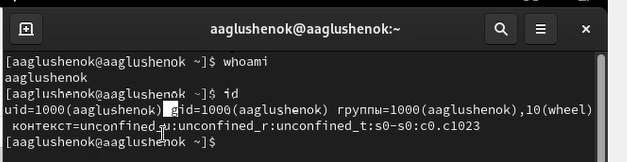 aaglushenok@aaglushenok:~
[aaglushenok@aaglushenok ~]$ whoami
aaglushenok
[aaglushenok@aaglushenok ~]$ id
uid=1000(aaglushenok) gid=1000(aaglushenok) группы=1000(aaglushenok),10(wheel)
контекст=unconfined_u:unconfined_r:unconfined_t:s0-s0:c0.c1023
[aaglushenok@aaglushenok ~]$